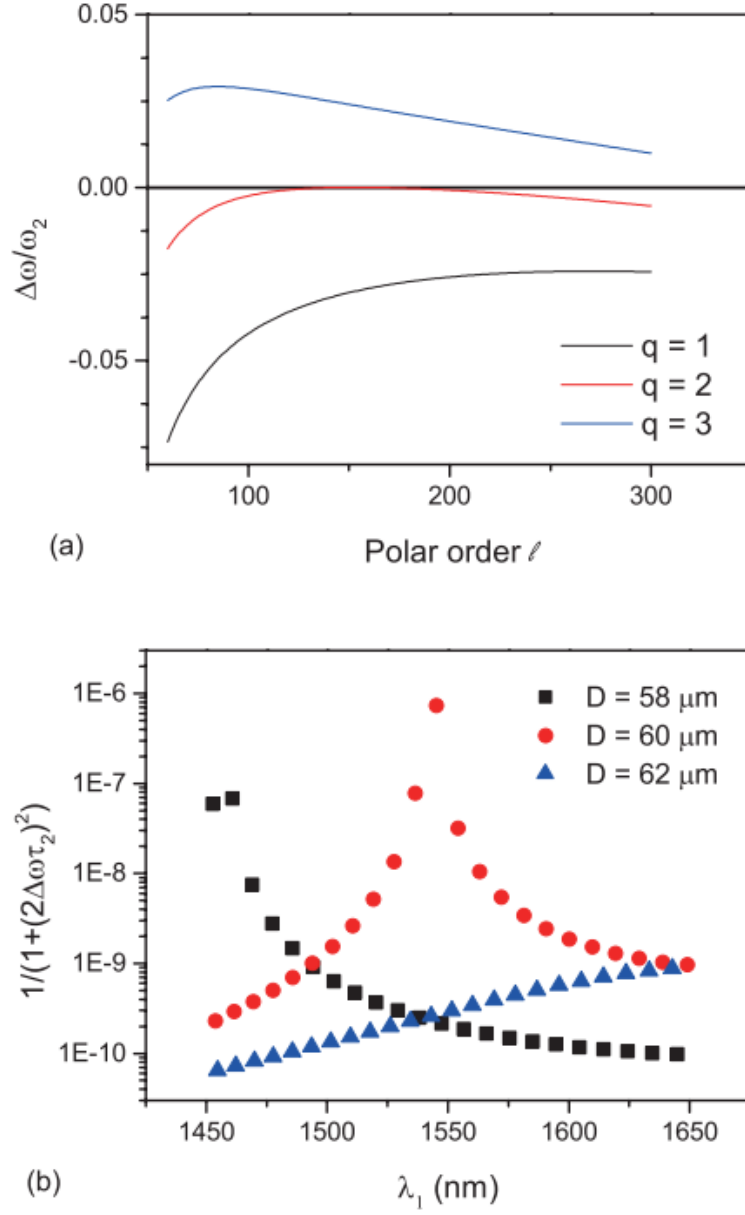 0.05
0.00
-0.05
Δω/ω₂
q = 1
q = 2
q = 3
100
200
300
(a)
Polar order ℓ
1E-6
1E-7
1E-8
1E-9
1E-10
1/(1+(2Δωτ₂)²)
D = 58 μm
D = 60 μm
D = 62 μm
1450
1500
1550
1600
1650
(b)
λ₁ (nm)